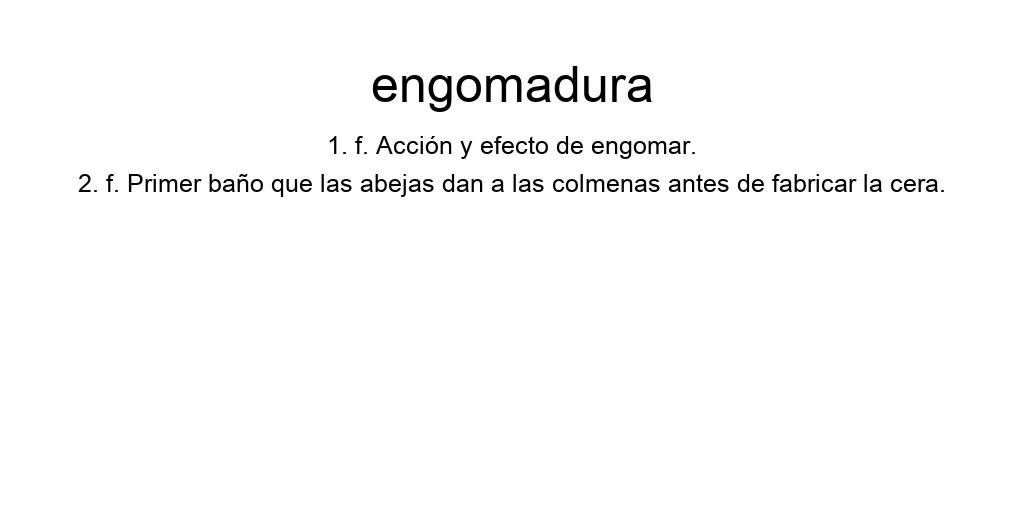 engomadura
1. f. Acción y efecto de engomar.
2. f. Primer baño que las abejas dan a las colmenas antes de fabricar la cera.